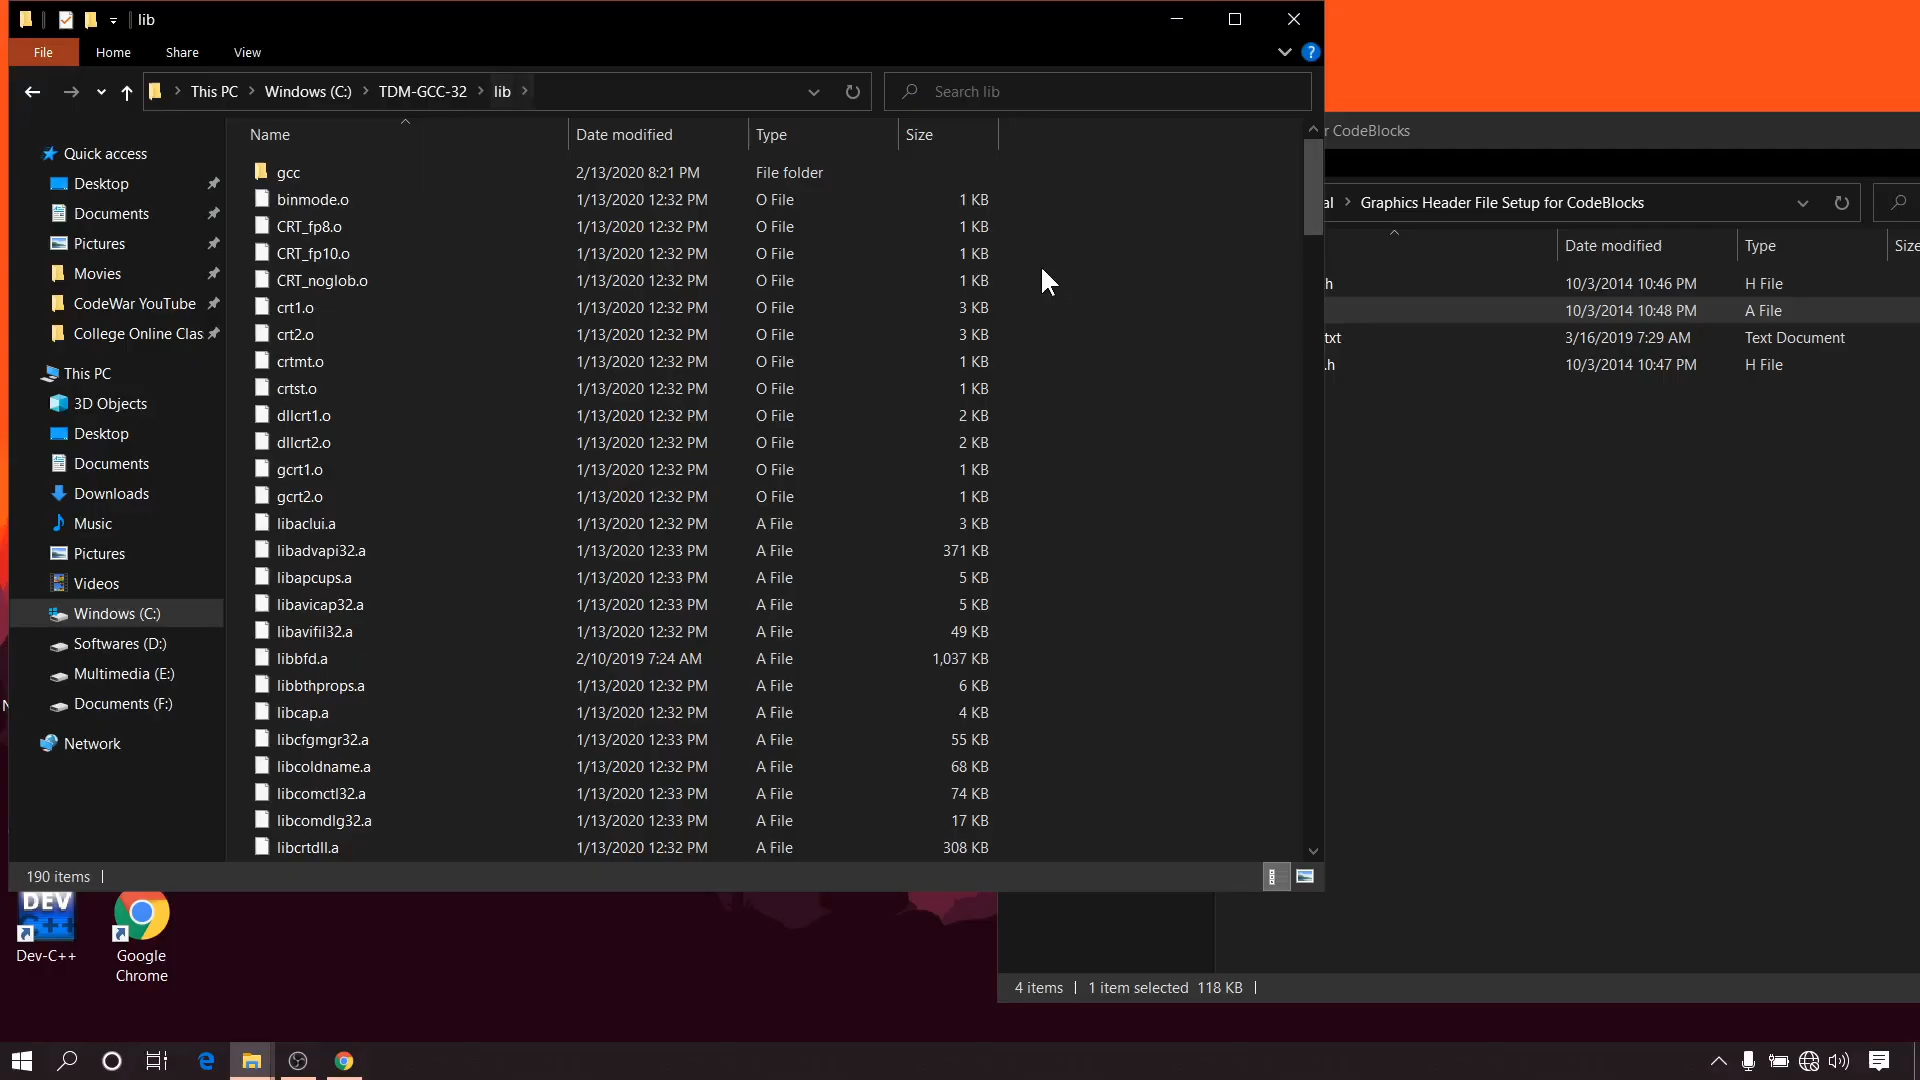 lib
File Home Share View
This PC Windows (C:) TDM-GCC-32 lib
Search lib
Name Date modified Type Size
gcc 2/13/2020 8:21 PM File folder
binmode.o 1/13/2020 12:32 PM O File 1 KB
CRT_fp8.o 1/13/2020 12:32 PM O File 1 KB
CRT_fp10.o 1/13/2020 12:32 PM O File 1 KB
CRT_noglob.o 1/13/2020 12:32 PM O File 1 KB
crt1.o 1/13/2020 12:32 PM O File 3 KB
crt2.o 1/13/2020 12:32 PM O File 3 KB
crtmt.o 1/13/2020 12:32 PM O File 1 KB
crtst.o 1/13/2020 12:32 PM O File 1 KB
dllcrt1.o 1/13/2020 12:32 PM O File 2 KB
dllcrt2.o 1/13/2020 12:32 PM O File 2 KB
gcrt1.o 1/13/2020 12:32 PM O File 1 KB
gcrt2.o 1/13/2020 12:32 PM O File 1 KB
libaclui.a 1/13/2020 12:32 PM A File 3 KB
libadvapi32.a 1/13/2020 12:33 PM A File 371 KB
libapcups.a 1/13/2020 12:33 PM A File 5 KB
libavicap32.a 1/13/2020 12:33 PM A File 5 KB
libavifil32.a 1/13/2020 12:32 PM A File 49 KB
libbfd.a 2/10/2019 7:24 AM A File 1,037 KB
libbthprops.a 1/13/2020 12:32 PM A File 6 KB
libcap.a 1/13/2020 12:32 PM A File 4 KB
libcfgmgr32.a 1/13/2020 12:33 PM A File 55 KB
libcoldname.a 1/13/2020 12:32 PM A File 68 KB
libcomctl32.a 1/13/2020 12:33 PM A File 74 KB
libcomdlg32.a 1/13/2020 12:33 PM A File 17 KB
libcrtdll.a 1/13/2020 12:32 PM A File 308 KB
Quick access
Desktop
Documents
Pictures
Movies
CodeWar YouTube
College Online Clas
This PC
3D Objects
Desktop
Documents
Downloads
Music
Pictures
Videos
Windows (C:)
Softwares (D:)
Multimedia (E:)
Documents (F:)
Network
190 items
r CodeBlocks
al Graphics Header File Setup for CodeBlocks
Date modified Type Size
h 10/3/2014 10:46 PM H File
10/3/2014 10:48 PM A File
txt 3/16/2019 7:29 AM Text Document
.h 10/3/2014 10:47 PM H File
4 items 1 item selected 118 KB
DEV
C++
Dev-C++
Google
Chrome